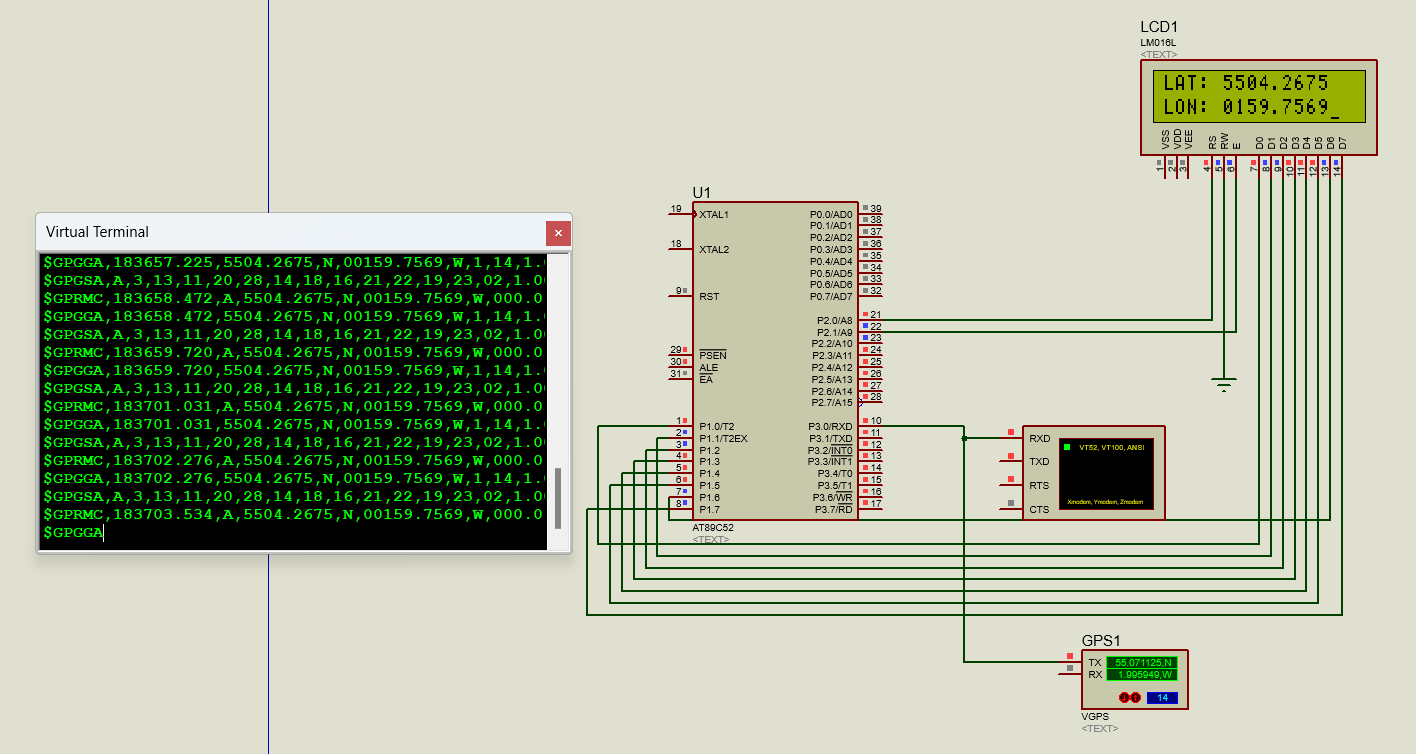 LCD1
LM016L
<TEXT>
LAT: 5504.2675
LON: 0159.7569_
VSS
VDD
VEE
RS
RW
E
D0
D1
D2
D3
D4
D5
D6
D7
1
2
3
4
5
6
7
8
9
10
11
12
13
14
U1
19
XTAL1
18
XTAL2
9
RST
29
PSEN
30
ALE
31
EA
1
P1.0/T2
2
P1.1/T2EX
3
P1.2
4
P1.3
5
P1.4
6
P1.5
7
P1.6
8
P1.7
P0.0/AD0
39
P0.1/AD1
38
P0.2/AD2
37
P0.3/AD3
36
P0.4/AD4
35
P0.5/AD5
34
P0.6/AD6
33
P0.7/AD7
32
P2.0/A8
21
P2.1/A9
22
P2.2/A10
23
P2.3/A11
24
P2.4/A12
25
P2.5/A13
26
P2.6/A14
27
P2.7/A15
28
P3.0/RXD
10
P3.1/TXD
11
P3.2/INT0
12
P3.3/INT1
13
P3.4/T0
14
P3.5/T1
15
P3.6/WR
16
P3.7/RD
17
AT89C52
<TEXT>
Virtual Terminal
$GPGGA,183657.225,5504.2675,N,00159.7569,W,1,14,1.
$GPGSA,A,3,13,11,20,28,14,18,16,21,22,19,23,02,1.0
$GPRMC,183658.472,A,5504.2675,N,00159.7569,W,000.0
$GPGGA,183658.472,5504.2675,N,00159.7569,W,1,14,1.
$GPGSA,A,3,13,11,20,28,14,18,16,21,22,19,23,02,1.0
$GPRMC,183659.720,A,5504.2675,N,00159.7569,W,000.0
$GPGGA,183659.720,5504.2675,N,00159.7569,W,1,14,1.
$GPGSA,A,3,13,11,20,28,14,18,16,21,22,19,23,02,1.0
$GPRMC,183701.031,A,5504.2675,N,00159.7569,W,000.0
$GPGGA,183701.031,5504.2675,N,00159.7569,W,1,14,1.
$GPGSA,A,3,13,11,20,28,14,18,16,21,22,19,23,02,1.0
$GPRMC,183702.276,A,5504.2675,N,00159.7569,W,000.0
$GPGGA,183702.276,5504.2675,N,00159.7569,W,1,14,1.
$GPGSA,A,3,13,11,20,28,14,18,16,21,22,19,23,02,1.0
$GPRMC,183703.534,A,5504.2675,N,00159.7569,W,000.0
$GPGGA
RXD
TXD
RTS
CTS
VT52, VT100, ANSI
Xmodem, Ymodem, Zmodem
GPS1
TX
55.071125,N
RX
1.995949,W
14
VGPS
<TEXT>